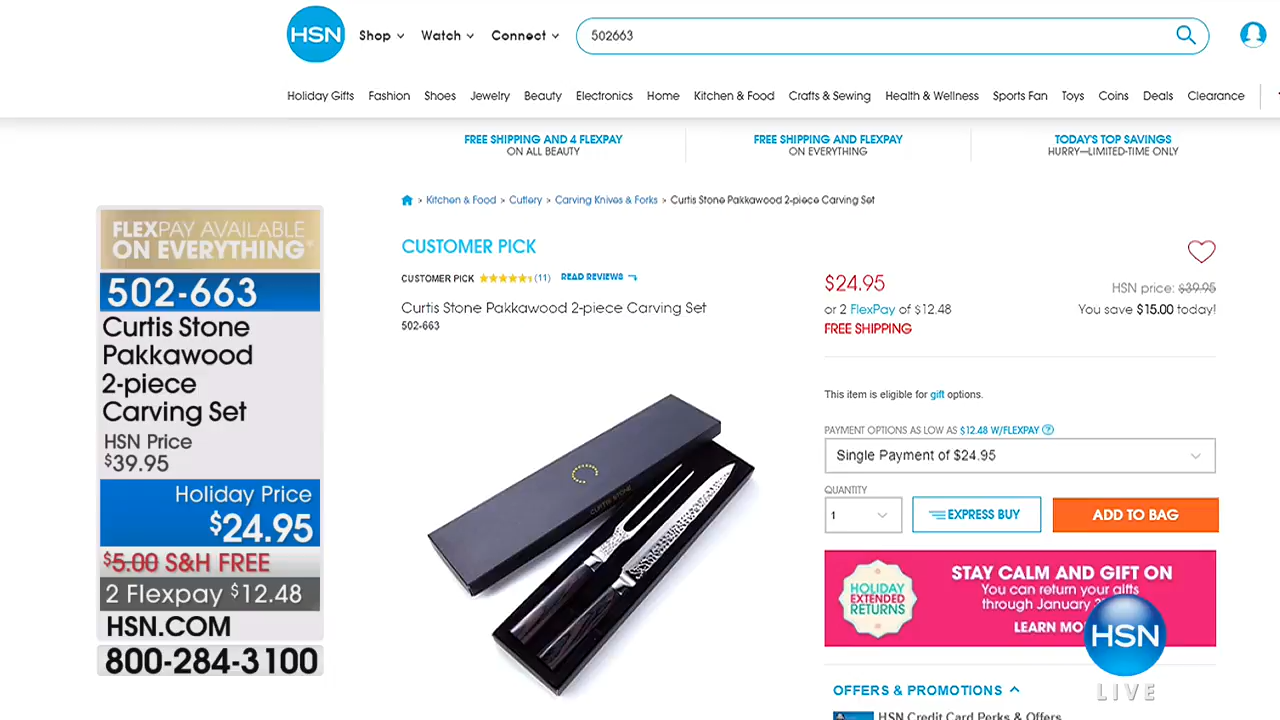 HSN
Shop
Watch
Connect
502663
Holiday Gifts
Fashion
Shoes
Jewelry
Beauty
Electronics
Home
Kitchen & Food
Crafts & Sewing
Health & Wellness
Sports Fan
Toys
Coins
Deals
Clearance
FREE SHIPPING AND 4 FLEXPAY
ON ALL BEAUTY
FREE SHIPPING AND FLEXPAY
ON EVERYTHING
TODAY'S TOP SAVINGS
HURRY—LIMITED-TIME ONLY
FLEXPAY AVAILABLE
ON EVERYTHING*
502-663
Curtis Stone
Pakkawood
2-piece
Carving Set
HSN Price
$39.95
Holiday Price
$24.95
$5.00 S&H FREE
2 Flexpay $12.48
HSN.COM
800-284-3100
> Kitchen & Food > Cutlery > Carving Knives & Forks > Curtis Stone Pakkawood 2-piece Carving Set
CUSTOMER PICK
CUSTOMER PICK (11) READ REVIEWS
Curtis Stone Pakkawood 2-piece Carving Set
502-663
CURTIS STONE
$24.95
HSN price: $39.95
or 2 FlexPay of $12.48
You save $15.00 today!
FREE SHIPPING
This item is eligible for gift options.
PAYMENT OPTIONS AS LOW AS $12.48 W/FLEXPAY ?
Single Payment of $24.95
QUANTITY
1
EXPRESS BUY
ADD TO BAG
HOLIDAY
EXTENDED
RETURNS
STAY CALM AND GIFT ON
You can return your gifts
through January
LEARN
HSN
LIVE
OFFERS & PROMOTIONS
HSN Credit Card Perks & Offers